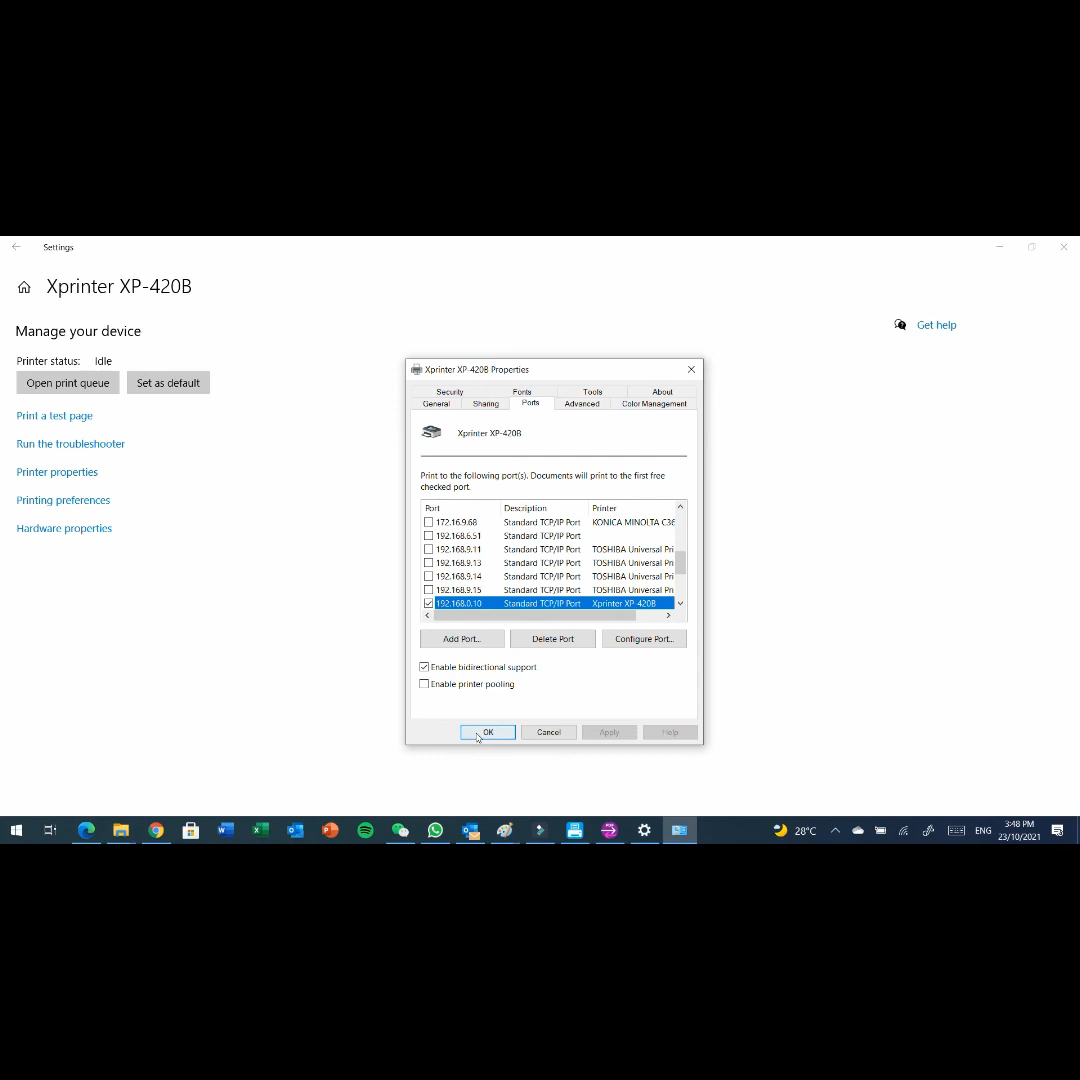 Settings
Xprinter XP-420B
Manage your device
Get help
Printer status: Idle
Open print queue
Set as default
Print a test page
Run the troubleshooter
Printer properties
Printing preferences
Hardware properties
Xprinter XP-420B Properties
Security Fonts Tools About
General Sharing Ports Advanced Color Management
Xprinter XP-420B
Print to the following port(s). Documents will print to the first free
checked port.
Port Description Printer
172.16.9.68 Standard TCP/IP Port KONICA MINOLTA C36
192.168.6.51 Standard TCP/IP Port
192.168.9.11 Standard TCP/IP Port TOSHIBA Universal Pri
192.168.9.13 Standard TCP/IP Port TOSHIBA Universal Pri
192.168.9.14 Standard TCP/IP Port TOSHIBA Universal Pri
192.168.9.15 Standard TCP/IP Port TOSHIBA Universal Pri
192.168.0.10 Standard TCP/IP Port Xprinter XP-420B
Add Port... Delete Port Configure Port...
Enable bidirectional support
Enable printer pooling
OK Cancel Apply Help
28°C ENG 3:48 PM
23/10/2021